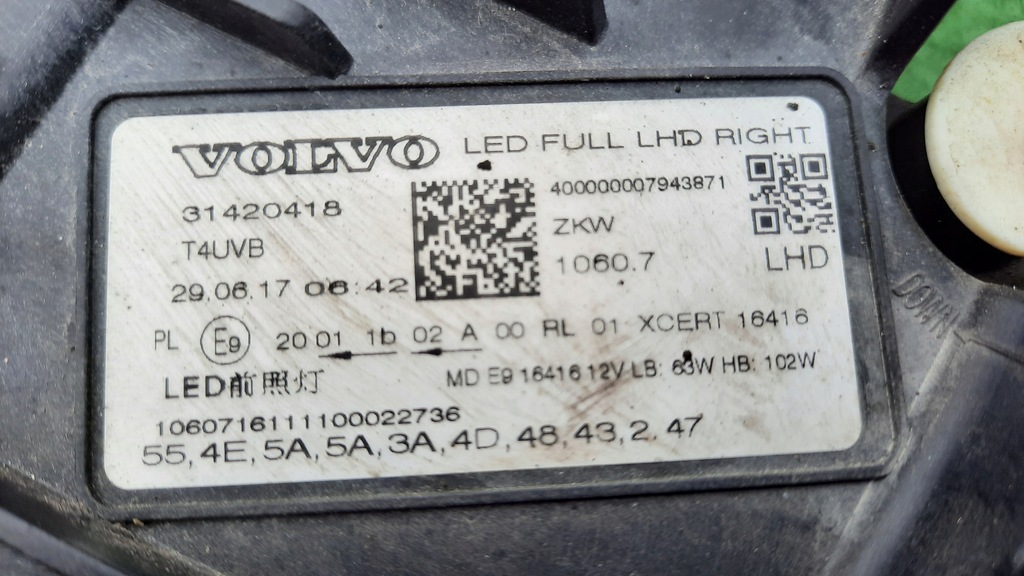 VOLVO LED FULL LHD RIGHT
31420418
400000007943871
T4UVB
ZKW
29.06.17 06:42
1060.7
LHD
PL E9 20 01 1b 02 A 00 RL 01 XCERT 16416
LED前照灯
MD E9 16416 12V LB: 63W HB: 102W
1060716111100022736
55,4E,5A,5A,3A,4D,48,43,2,47
DOWN